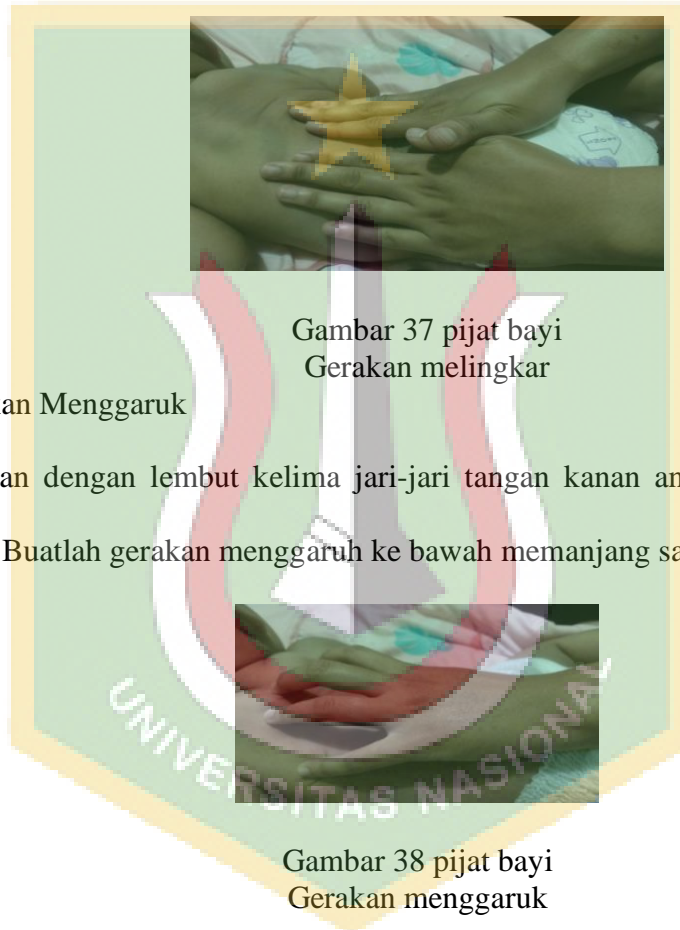 Gambar 37 pijat bayi
Gerakan melingkar
an Menggaruk
an dengan lembut kelima jari-jari tangan kanan an
Buatlah gerakan menggaruh ke bawah memanjang sa
UNIVERSITAS NASIONAL
Gambar 38 pijat bayi
Gerakan menggaruk